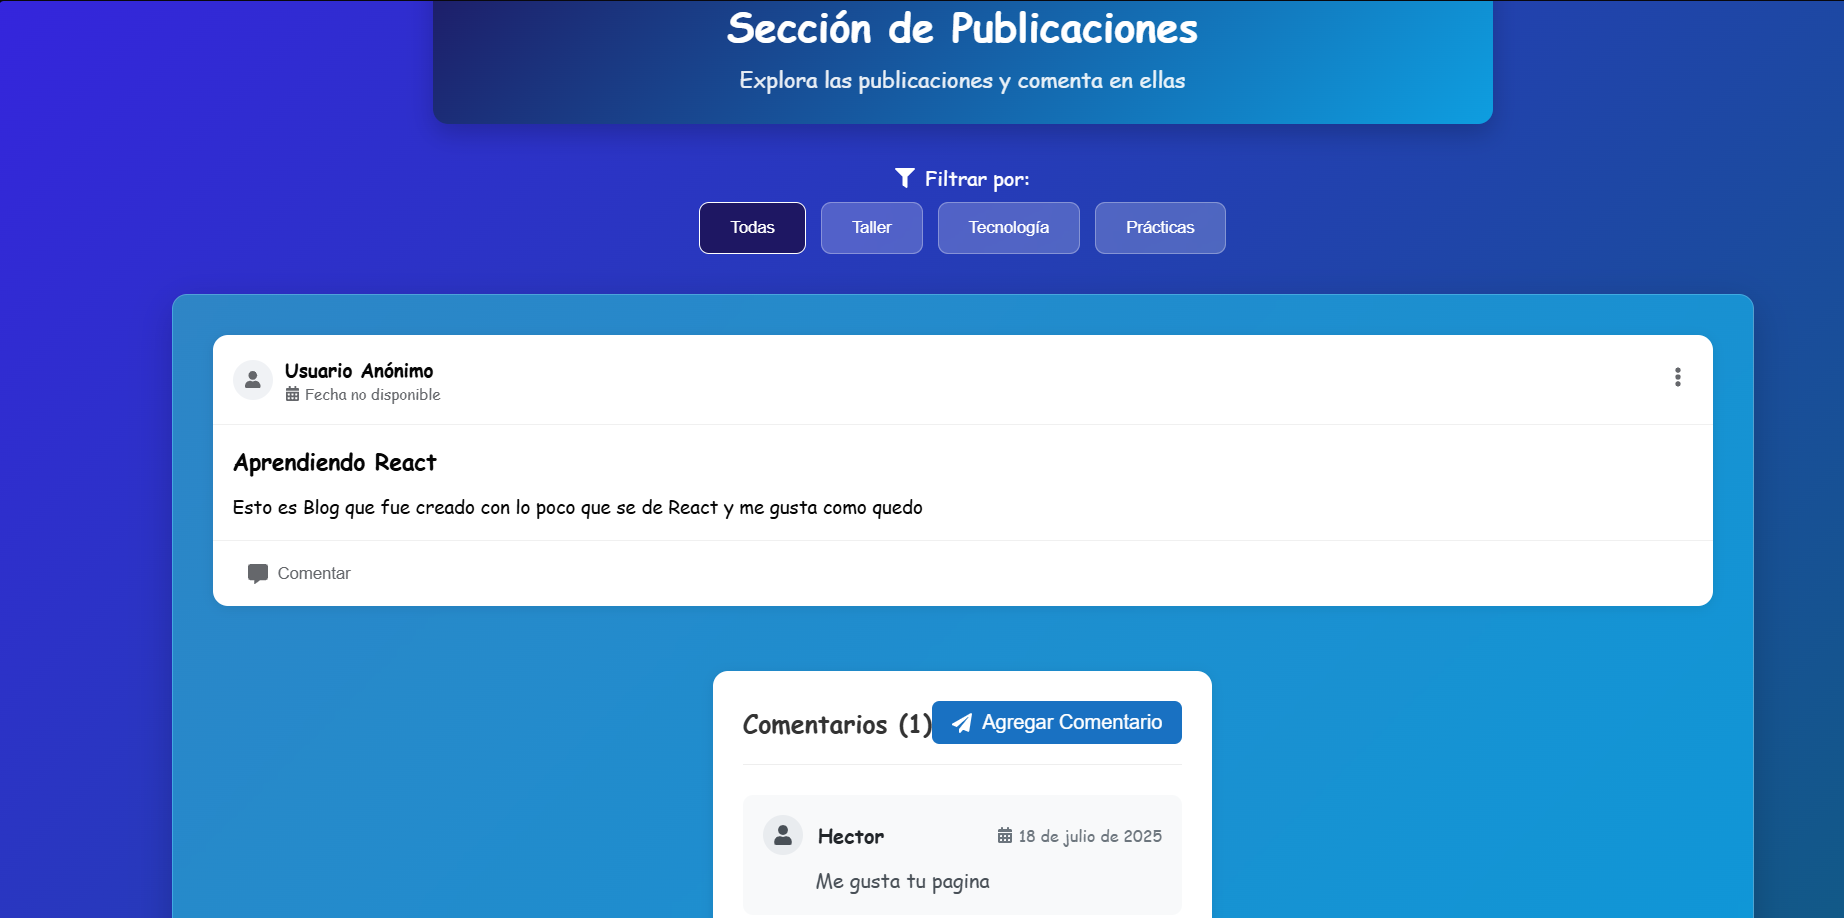 Sección de Publicaciones
Explora las publicaciones y comenta en ellas
Filtrar por:
Todas Taller Tecnología Prácticas
Usuario Anónimo
Fecha no disponible
Aprendiendo React
Esto es Blog que fue creado con lo poco que se de React y me gusta como quedo
Comentar
Comentarios (1) Agregar Comentario
Hector 18 de julio de 2025
Me gusta tu pagina